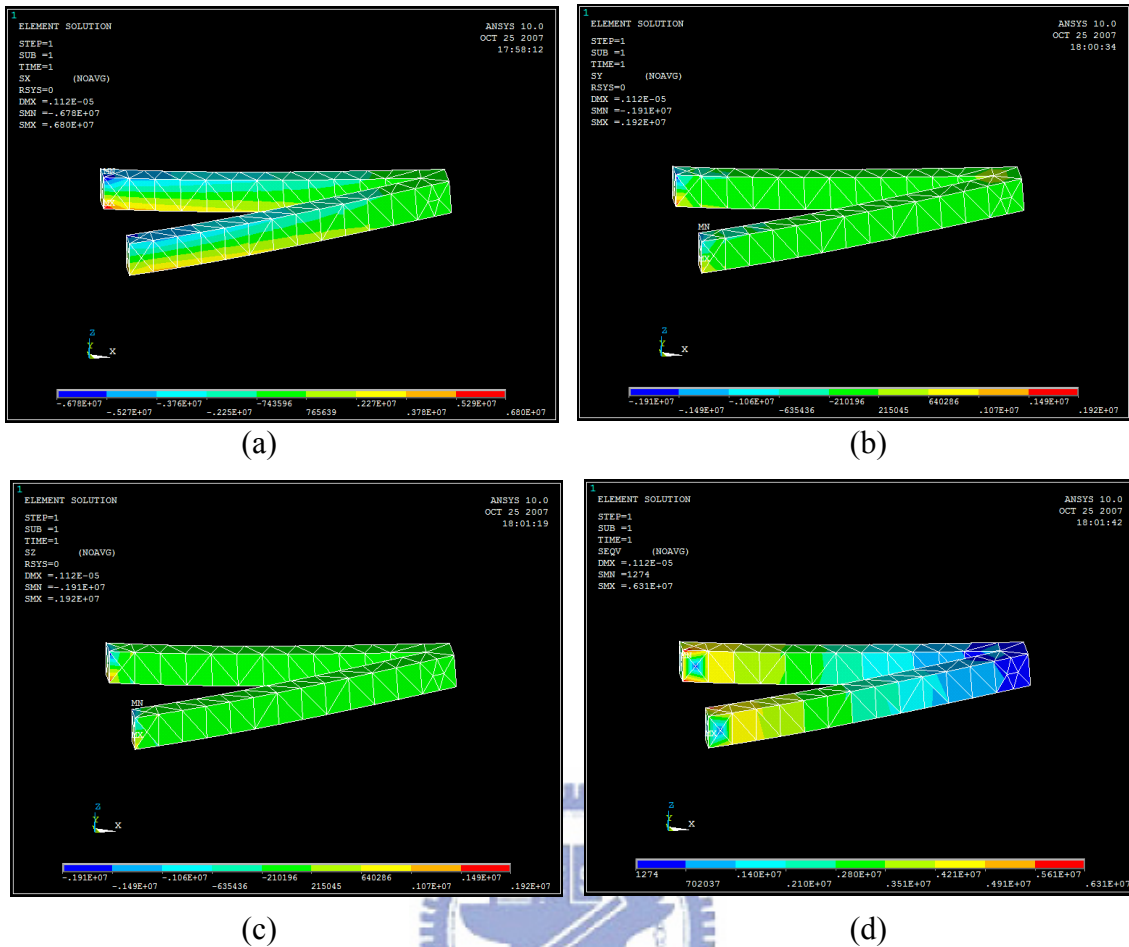 1
ELEMENT SOLUTION
STEP=1
SUB =1
TIME=1
SX (NOAVG)
RSYS=0
DMX =.112E-05
SMN =-.678E+07
SMX =.680E+07
ANSYS 10.0
OCT 25 2007
17:58:12
MX
Z
Y
X
-.678E+07
-.527E+07
-.376E+07
-.225E+07
-743596
765639
.227E+07
.378E+07
.529E+07
.680E+07
(a)
1
ELEMENT SOLUTION
STEP=1
SUB =1
TIME=1
SY (NOAVG)
RSYS=0
DMX =.112E-05
SMN =-.191E+07
SMX =.192E+07
ANSYS 10.0
OCT 25 2007
18:00:34
MN
MX
Z
Y
X
-.191E+07
-.149E+07
-.106E+07
-635436
-210196
215045
640286
.107E+07
.149E+07
.192E+07
(b)
1
ELEMENT SOLUTION
STEP=1
SUB =1
TIME=1
SZ (NOAVG)
RSYS=0
DMX =.112E-05
SMN =-.191E+07
SMX =.192E+07
ANSYS 10.0
OCT 25 2007
18:01:19
MN
MX
Z
Y
X
-.191E+07
-.149E+07
-.106E+07
-635436
-210196
215045
640286
.107E+07
.149E+07
.192E+07
(c)
1
ELEMENT SOLUTION
STEP=1
SUB =1
TIME=1
SEQV (NOAVG)
DMX =.112E-05
SMN =1274
SMX =.631E+07
ANSYS 10.0
OCT 25 2007
18:01:42
MX
Z
Y
X
1274
702037
.140E+07
.210E+07
.280E+07
.351E+07
.421E+07
.491E+07
.561E+07
.631E+07
(d)